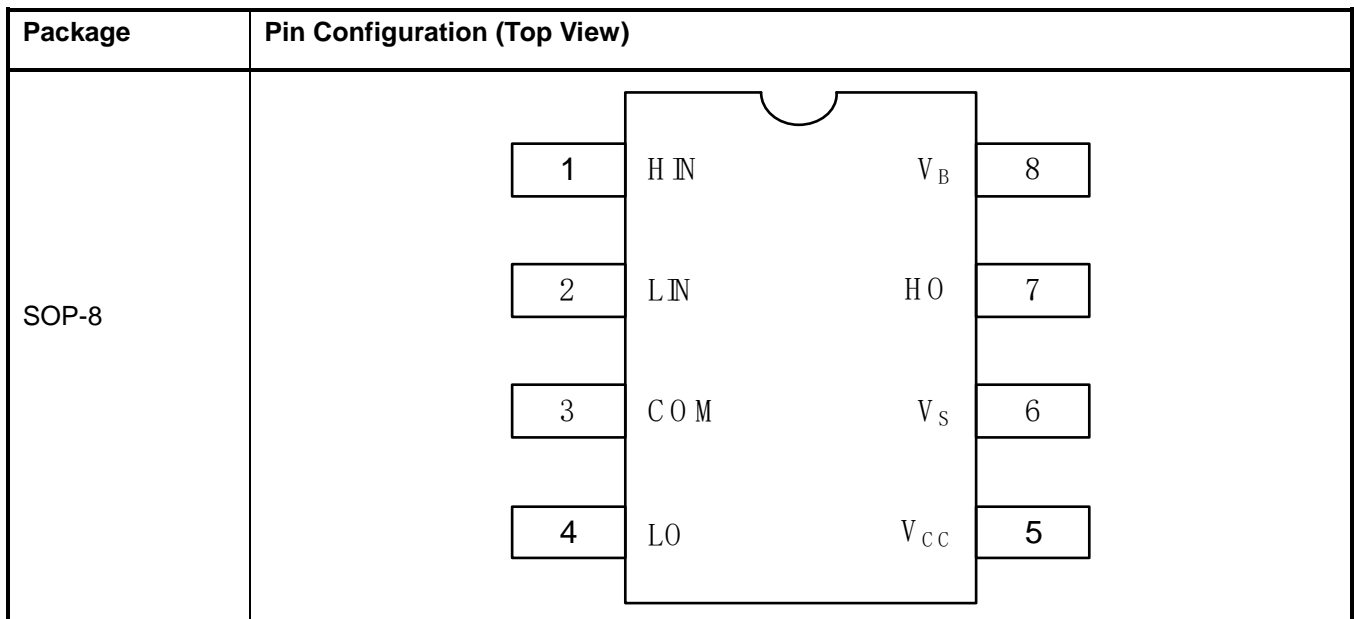 Package Pin Configuration (Top View)
SOP-8
1 HIN VB 8
2 LIN HO 7
3 COM VS 6
4 LO VCC 5